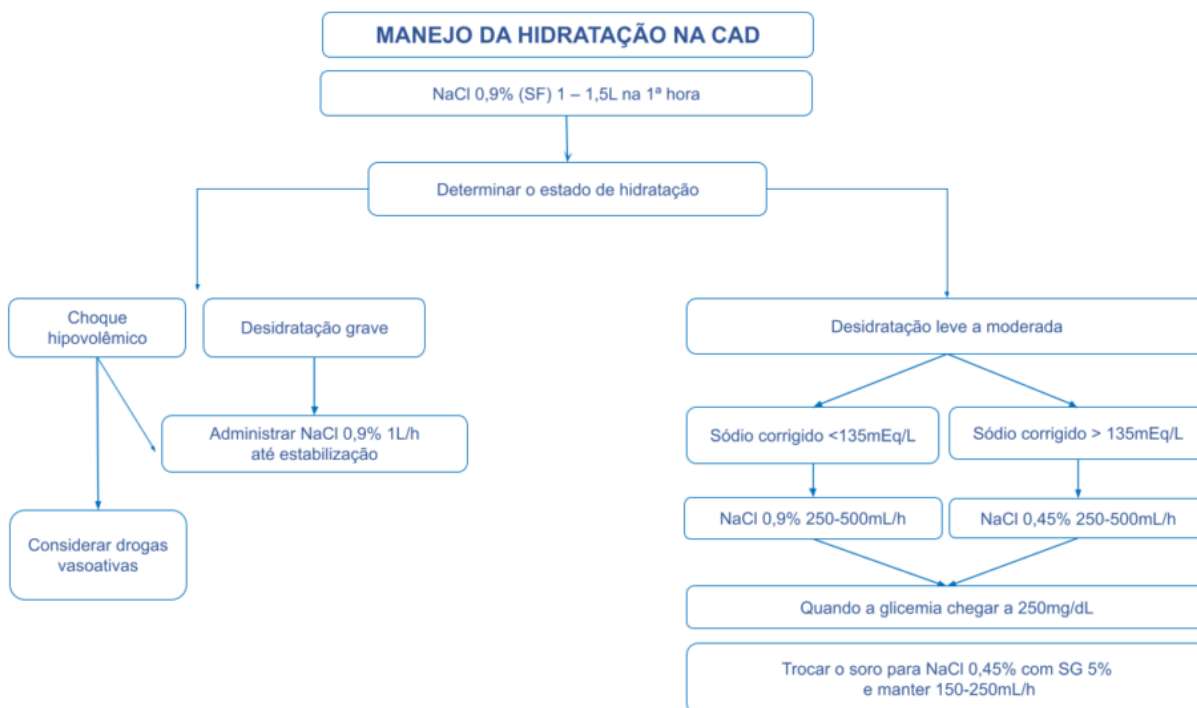 MANEJO DA HIDRATAÇÃO NA CAD
NaCl 0,9% (SF) 1 – 1,5L na 1ª hora
Determinar o estado de hidratação
Choque
hipovolêmico
Desidratação grave
Desidratação leve a moderada
Administrar NaCl 0,9% 1L/h
até estabilização
Sódio corrigido <135mEq/L
Sódio corrigido > 135mEq/L
NaCl 0,9% 250-500mL/h
NaCl 0,45% 250-500mL/h
Considerar drogas
vasoativas
Quando a glicemia chegar a 250mg/dL
Trocar o soro para NaCl 0,45% com SG 5%
e manter 150-250mL/h